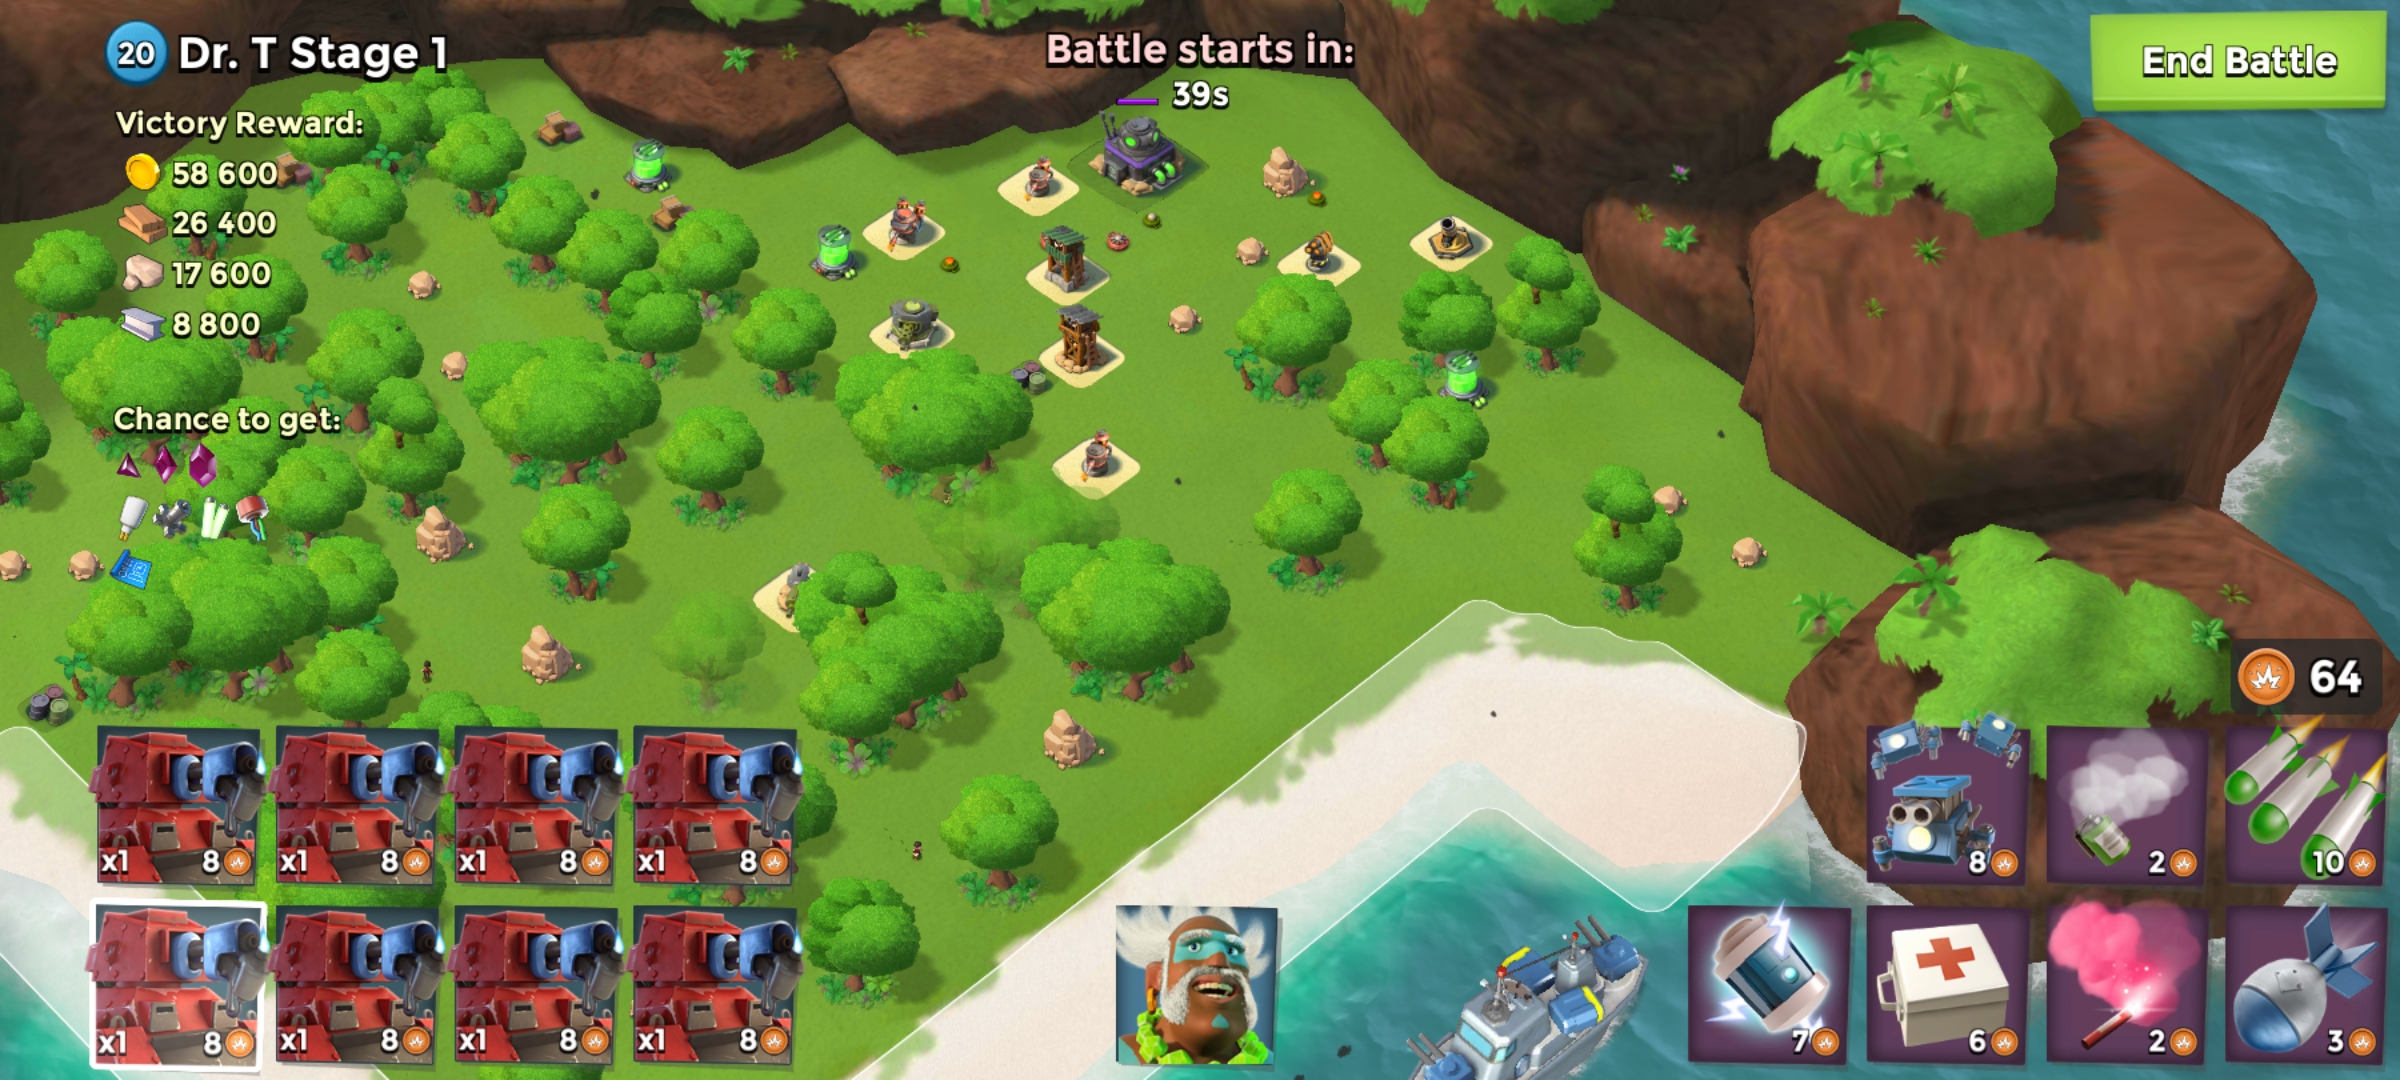 20 Dr. T Stage 1
Battle starts in:
39s
End Battle
Victory Reward:
58 600
26 400
17 600
8 800
Chance to get:
64
x1 8
x1 8
x1 8
x1 8
8
2
10
x1 8
x1 8
x1 8
x1 8
7
6
2
3